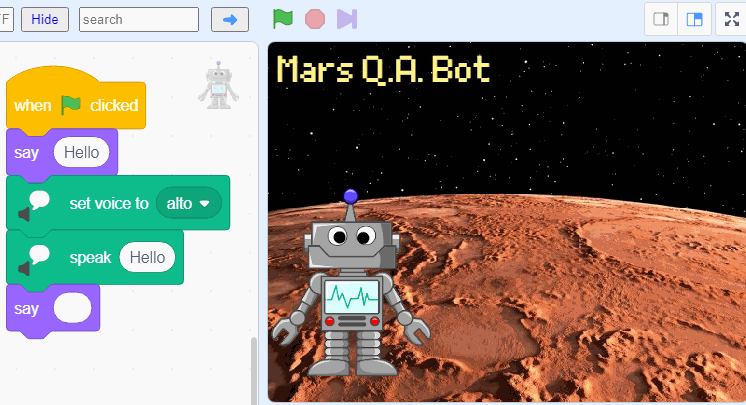 F
Hide
search
Mars Q.A. Bot
when clicked
say Hello
set voice to alto
speak Hello
say